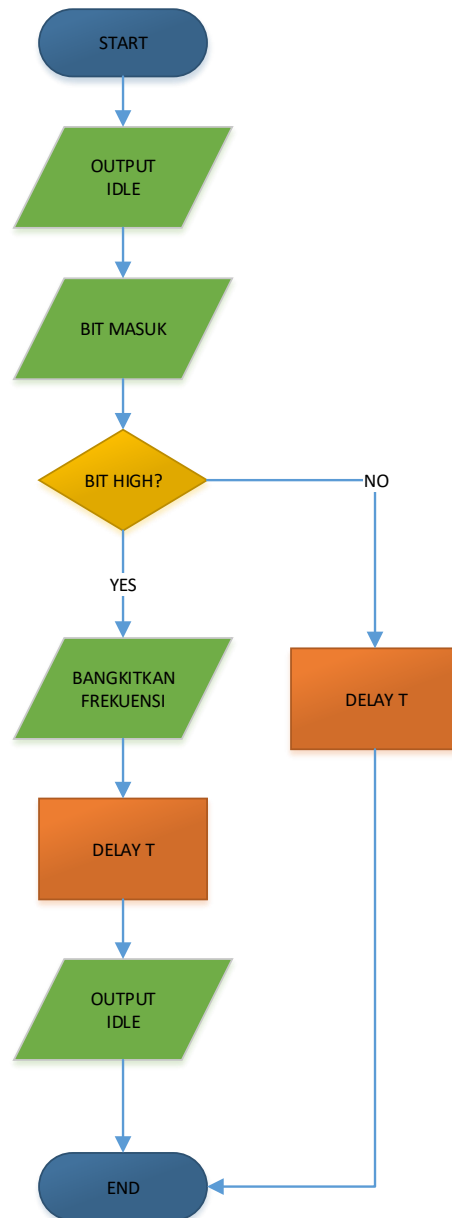 START
OUTPUT
IDLE
BIT MASUK
BIT HIGH?
NO
YES
BANGKITKAN
FREKUENSI
DELAY T
DELAY T
OUTPUT
IDLE
END